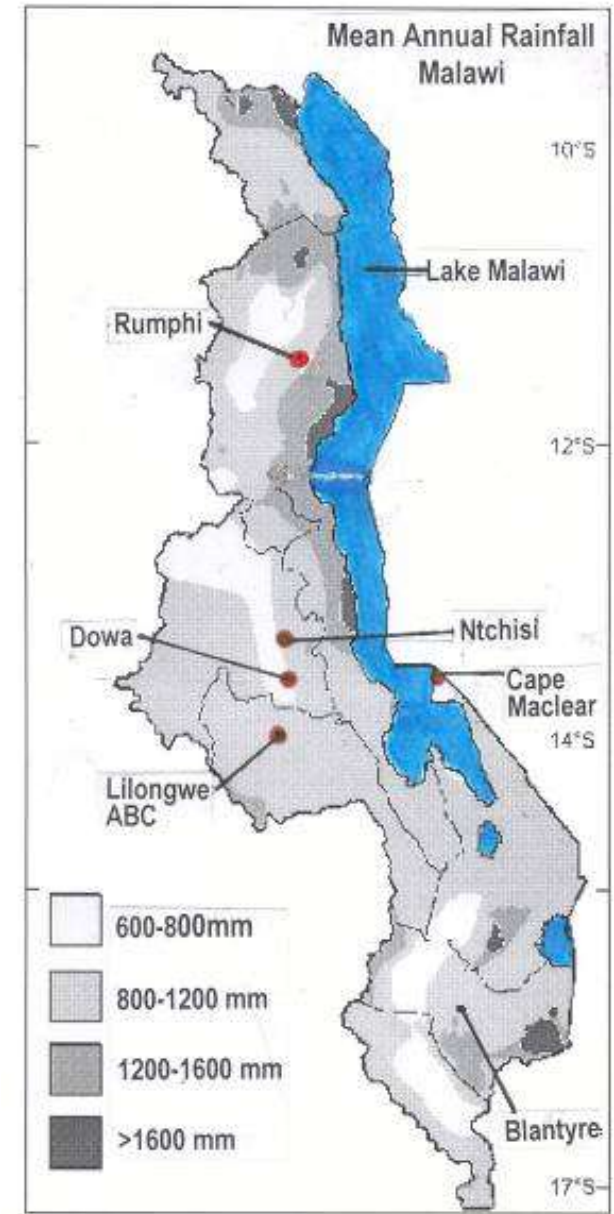 Mean Annual Rainfall
Malawi
10°S
Lake Malawi
Rumphi
12°S
Ntchisi
Dowa
Cape
Maclear
14°S
Lilongwe
ABC
600-800mm
800-1200 mm
1200-1600 mm
>1600 mm
Blantyre
17°S